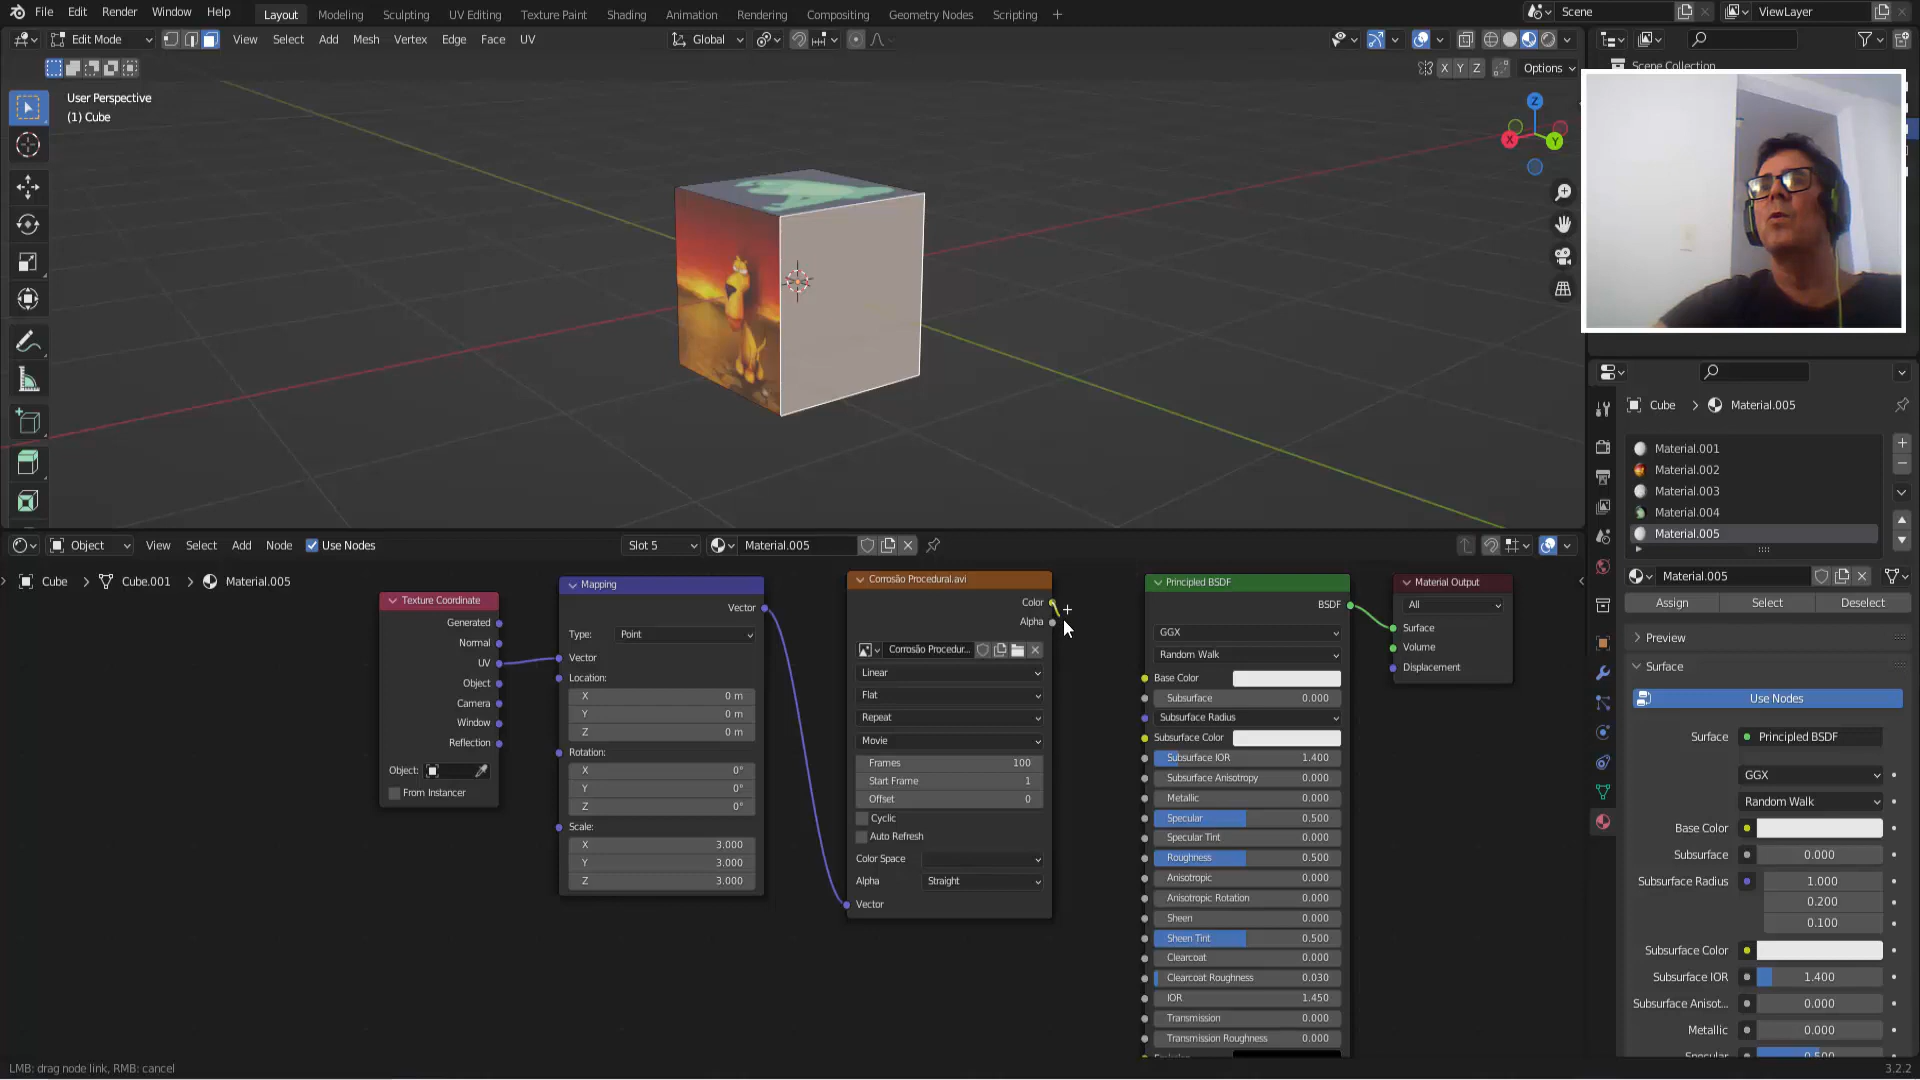 File Edit Render Window Help
Layout Modeling Sculpting UV Editing Texture Paint Shading Animation Rendering Compositing Geometry Nodes Scripting +
Scene
ViewLayer
Edit Mode View Select Add Mesh Vertex Edge Face UV
Global
X Y Z Options
User Perspective
(1) Cube
Z
X
Y
Cube > Material.005
Material.001
Material.002
Material.003
Material.004
Material.005
Material.005
Assign Select Deselect
Preview
Surface
Use Nodes
Surface Principled BSDF
GGX
Random Walk
Base Color
Subsurface 0.000
Subsurface Radius 1.000
0.200
0.100
Subsurface Color
Subsurface IOR 1.400
Subsurface Anisot... 0.000
Metallic 0.000
Object View Select Add Node Use Nodes Slot 5 Material.005
Cube > Cube.001 > Material.005
Texture Coordinate
Generated
Normal
UV
Object
Camera
Window
Reflection
Object:
From Instancer
Mapping
Vector
Type: Point
Vector
Location:
X 0 m
Y 0 m
Z 0 m
Rotation:
X 0°
Y 0°
Z 0°
Scale:
X 3.000
Y 3.000
Z 3.000
Corrosão Procedural.avi
Color
Alpha
Corrosão Procedur...
Linear
Flat
Repeat
Movie
Frames 100
Start Frame 1
Offset 0
Cyclic
Auto Refresh
Color Space
Alpha Straight
Vector
Principled BSDF
BSDF
GGX
Random Walk
Base Color
Subsurface 0.000
Subsurface Radius
Subsurface Color
Subsurface IOR 1.400
Subsurface Anisotropy 0.000
Metallic 0.000
Specular 0.500
Specular Tint 0.000
Roughness 0.500
Anisotropic 0.000
Anisotropic Rotation 0.000
Sheen 0.000
Sheen Tint 0.500
Clearcoat 0.000
Clearcoat Roughness 0.030
IOR 1.450
Transmission 0.000
Transmission Roughness 0.000
Material Output
All
Surface
Volume
Displacement
LMB: drag node link, RMB: cancel
3.2.2